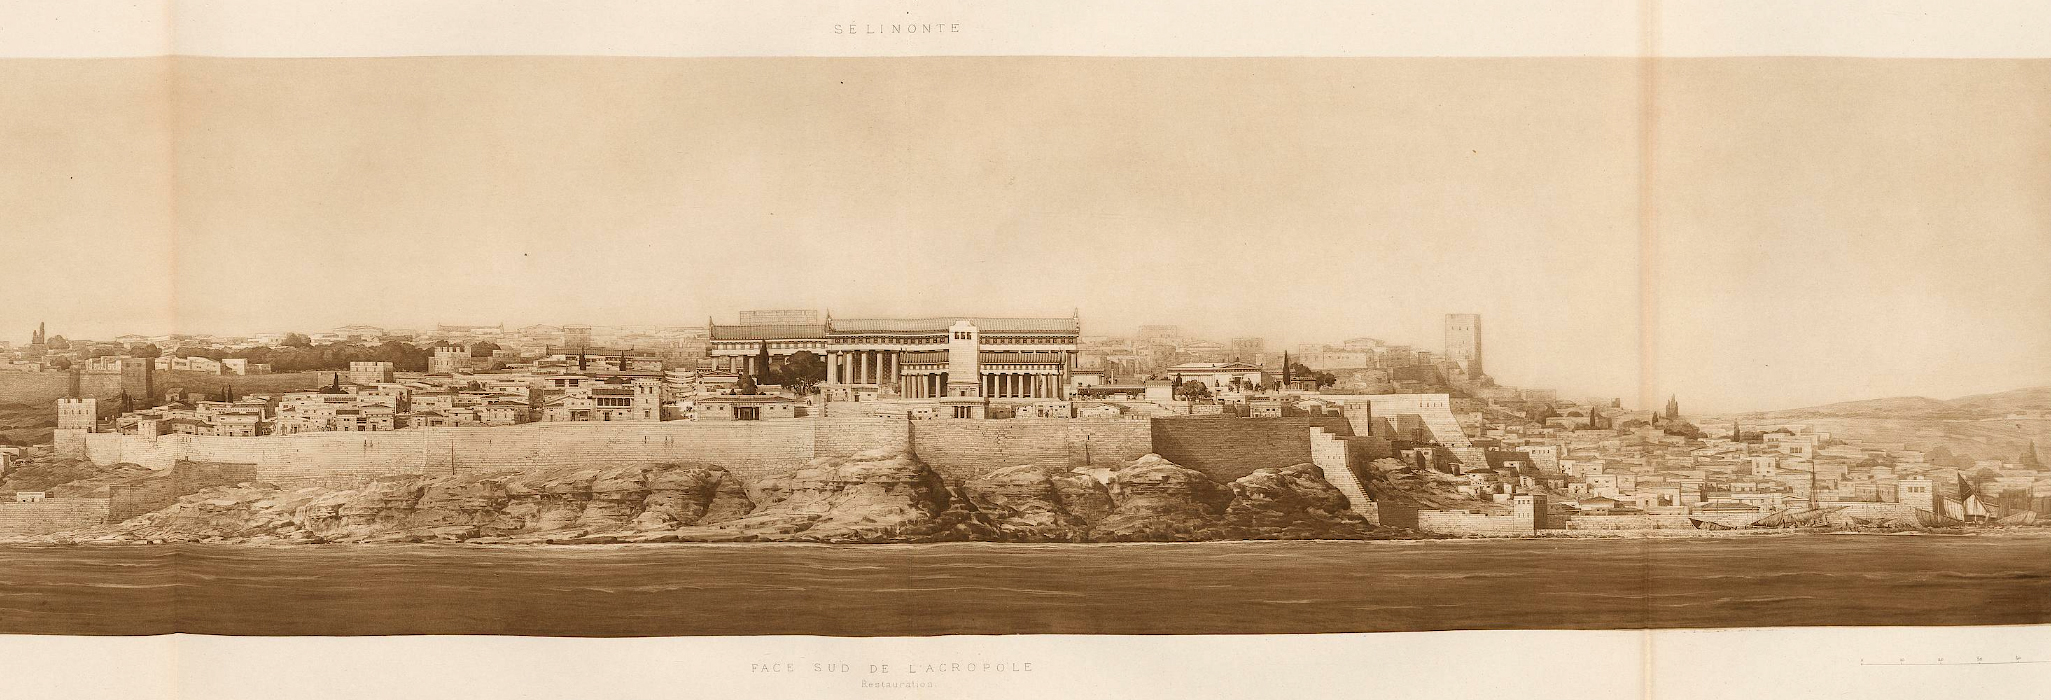 SÉLINONTE
FACE SUD DE L'ACROPOLE
Restauration